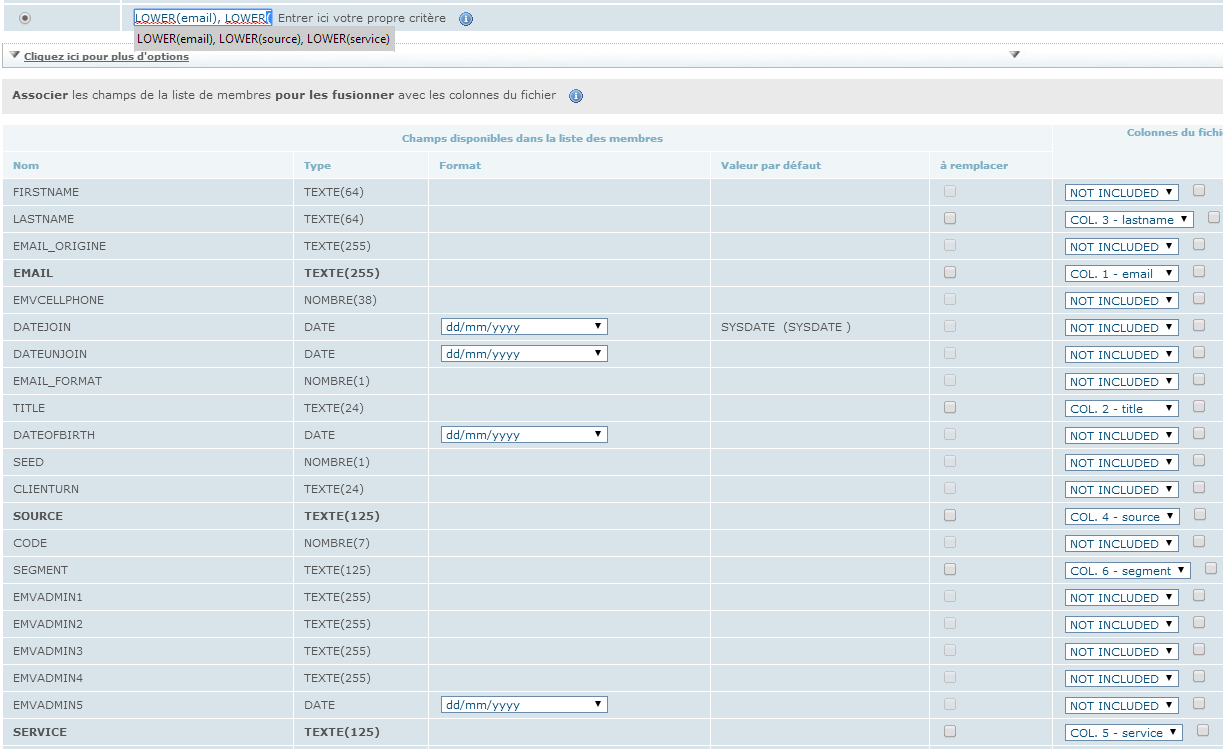 LOWER(email), LOWER( Entrer ici votre propre critère
LOWER(email), LOWER(source), LOWER(service)
Cliquez ici pour plus d'options
Associer les champs de la liste de membres pour les fusionner avec les colonnes du fichier
Champs disponibles dans la liste des membres Colonnes du fichi
Nom Type Format Valeur par défaut à remplacer
FIRSTNAME TEXTE(64) NOT INCLUDED
LASTNAME TEXTE(64) COL. 3 - lastname
EMAIL_ORIGINE TEXTE(255) NOT INCLUDED
EMAIL TEXTE(255) COL. 1 - email
EMVCELLPHONE NOMBRE(38) NOT INCLUDED
DATEJOIN DATE dd/mm/yyyy SYSDATE (SYSDATE ) NOT INCLUDED
DATEUNJOIN DATE dd/mm/yyyy NOT INCLUDED
EMAIL_FORMAT NOMBRE(1) NOT INCLUDED
TITLE TEXTE(24) COL. 2 - title
DATEOFBIRTH DATE dd/mm/yyyy NOT INCLUDED
SEED NOMBRE(1) NOT INCLUDED
CLIENTURN TEXTE(24) NOT INCLUDED
SOURCE TEXTE(125) COL. 4 - source
CODE NOMBRE(7) NOT INCLUDED
SEGMENT TEXTE(125) COL. 6 - segment
EMVADMIN1 TEXTE(255) NOT INCLUDED
EMVADMIN2 TEXTE(255) NOT INCLUDED
EMVADMIN3 TEXTE(255) NOT INCLUDED
EMVADMIN4 TEXTE(255) NOT INCLUDED
EMVADMIN5 DATE dd/mm/yyyy NOT INCLUDED
SERVICE TEXTE(125) COL. 5 - service